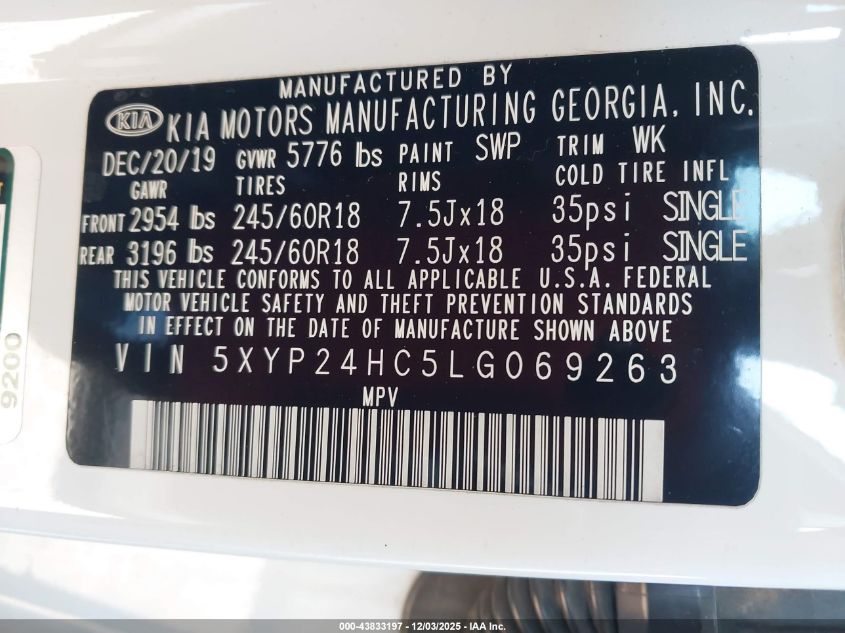 MANUFACTURED BY
KIA KIA MOTORS MANUFACTURING GEORGIA, INC.
DEC/20/19 GVWR 5776 lbs PAINT SWP TRIM WK
GAWR TIRES RIMS COLD TIRE INFL
FRONT 2954 lbs 245/60R18 7.5Jx18 35psi SINGLE
REAR 3196 lbs 245/60R18 7.5Jx18 35psi SINGLE
THIS VEHICLE CONFORMS TO ALL APPLICABLE U.S.A. FEDERAL
MOTOR VEHICLE SAFETY AND THEFT PREVENTION STANDARDS
IN EFFECT ON THE DATE OF MANUFACTURE SHOWN ABOVE
VIN 5XYP24HC5LG069263
MPV
9200
000-43833197 - 12/03/2025 - IAA Inc.